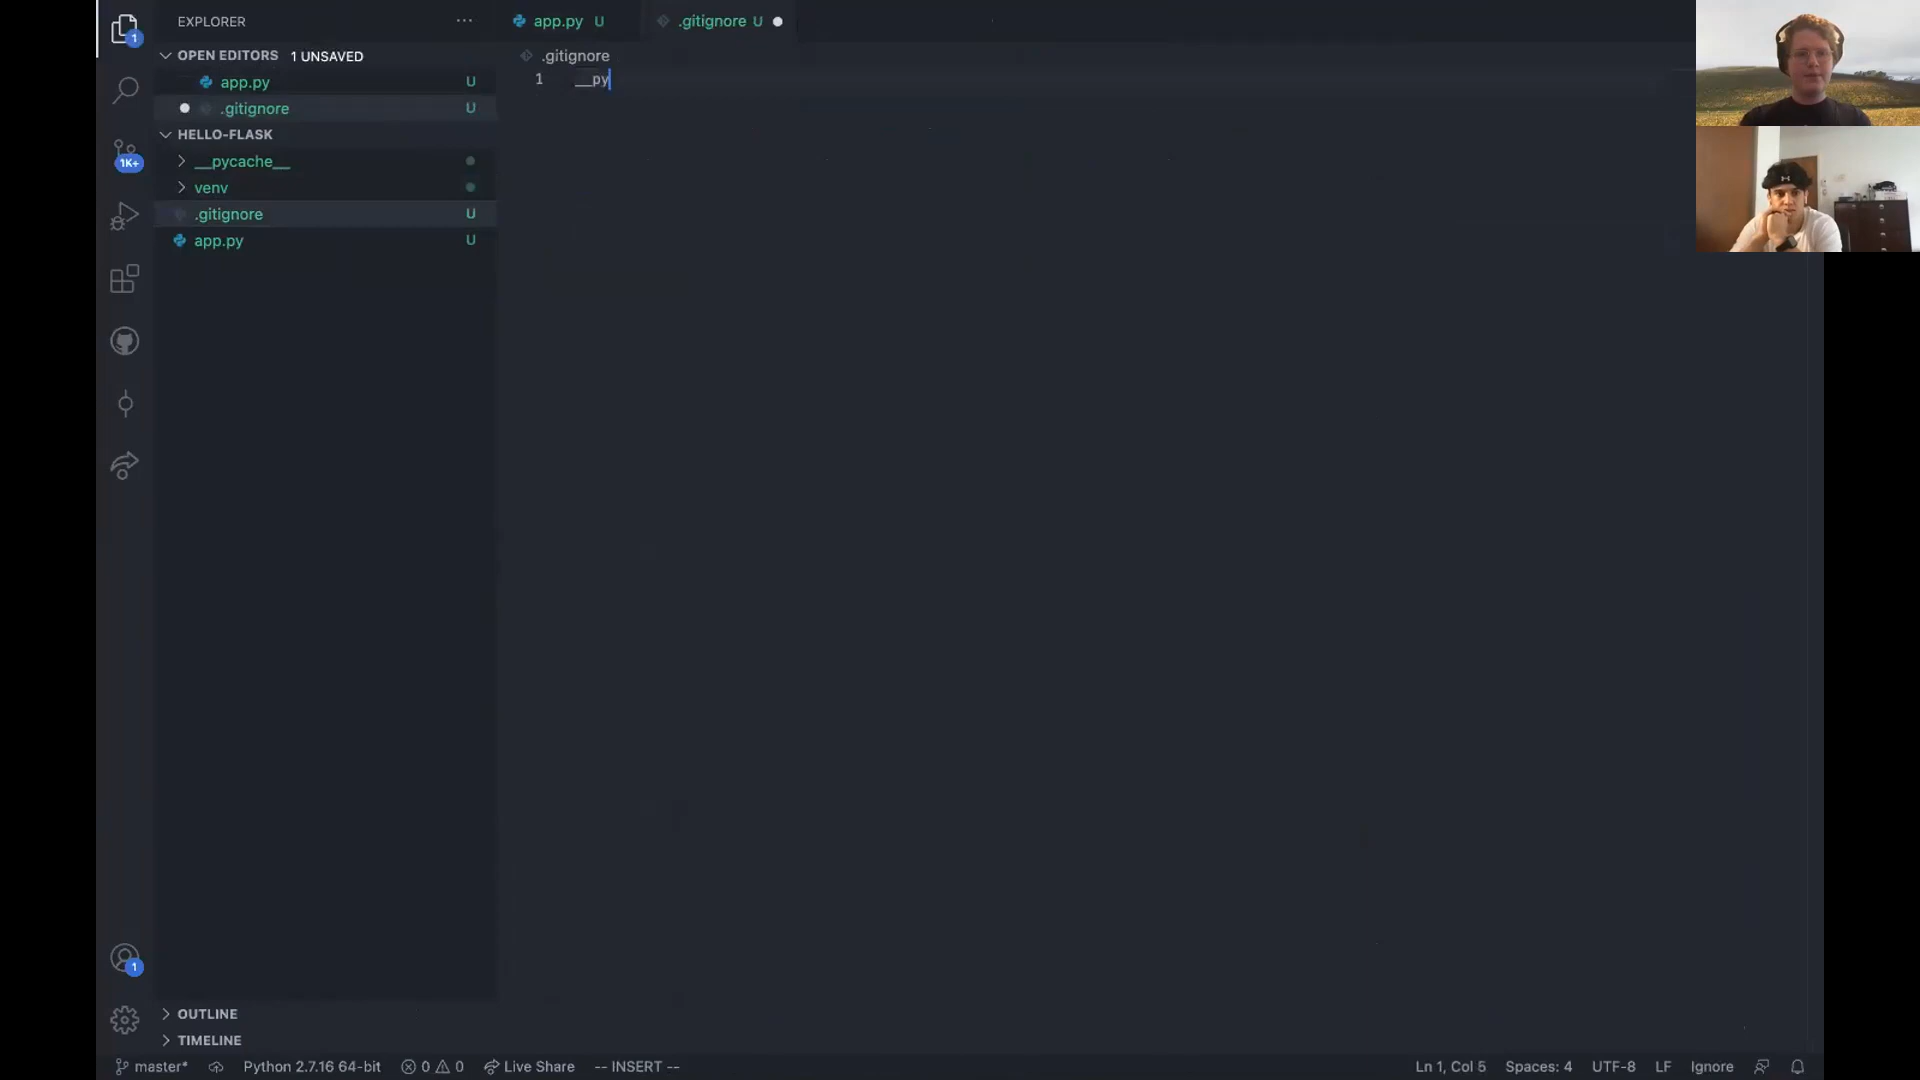 EXPLORER
app.py U
.gitignore U
OPEN EDITORS 1 UNSAVED
app.py U
.gitignore U
HELLO-FLASK
__pycache__
venv
.gitignore U
app.py U
.gitignore
1 __py
1
1K+
1
OUTLINE
TIMELINE
master* Python 2.7.16 64-bit 0 0 Live Share -- INSERT -- Ln 1, Col 5 Spaces: 4 UTF-8 LF Ignore